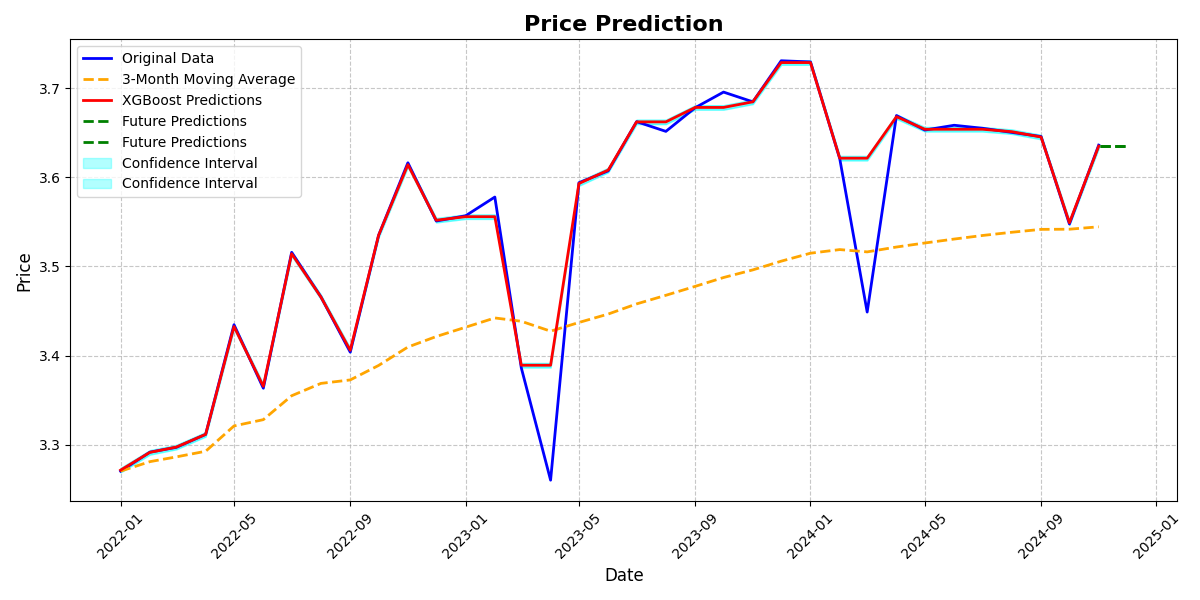 Price Prediction
Original Data
3-Month Moving Average
XGBoost Predictions
Future Predictions
Future Predictions
Confidence Interval
Confidence Interval
Price
3.7
3.6
3.5
3.4
3.3
2022-01
2022-05
2022-09
2023-01
2023-05
2023-09
2024-01
2024-05
2024-09
2025-01
Date